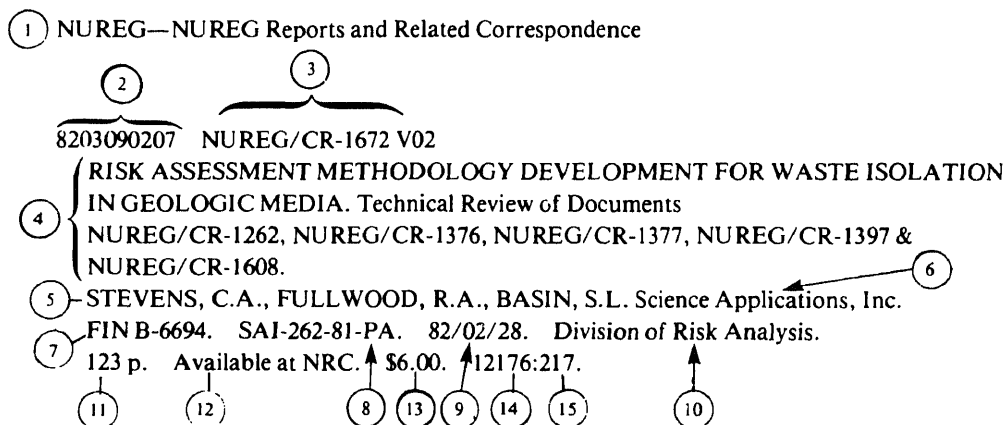 1 NUREG—NUREG Reports and Related Correspondence
2 3
8203090207 NUREG/CR-1672 V02
RISK ASSESSMENT METHODOLOGY DEVELOPMENT FOR WASTE ISOLATION
4 IN GEOLOGIC MEDIA. Technical Review of Documents
NUREG/CR-1262, NUREG/CR-1376, NUREG/CR-1377, NUREG/CR-1397 &
NUREG/CR-1608.
6
5 STEVENS, C.A., FULLWOOD, R.A., BASIN, S.L. Science Applications, Inc.
7 FIN B-6694. SAI-262-81-PA. 82/02/28. Division of Risk Analysis.
123 p. Available at NRC. $6.00. 12176:217.
11 12 8 13 9 14 15 10